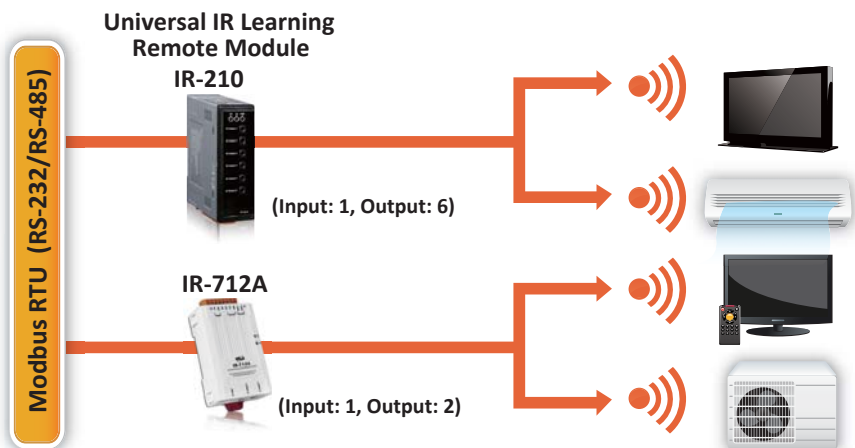 Universal IR Learning
Remote Module
IR-210
(Input: 1, Output: 6)
Modbus RTU (RS-232/RS-485)
IR-712A
(Input: 1, Output: 2)